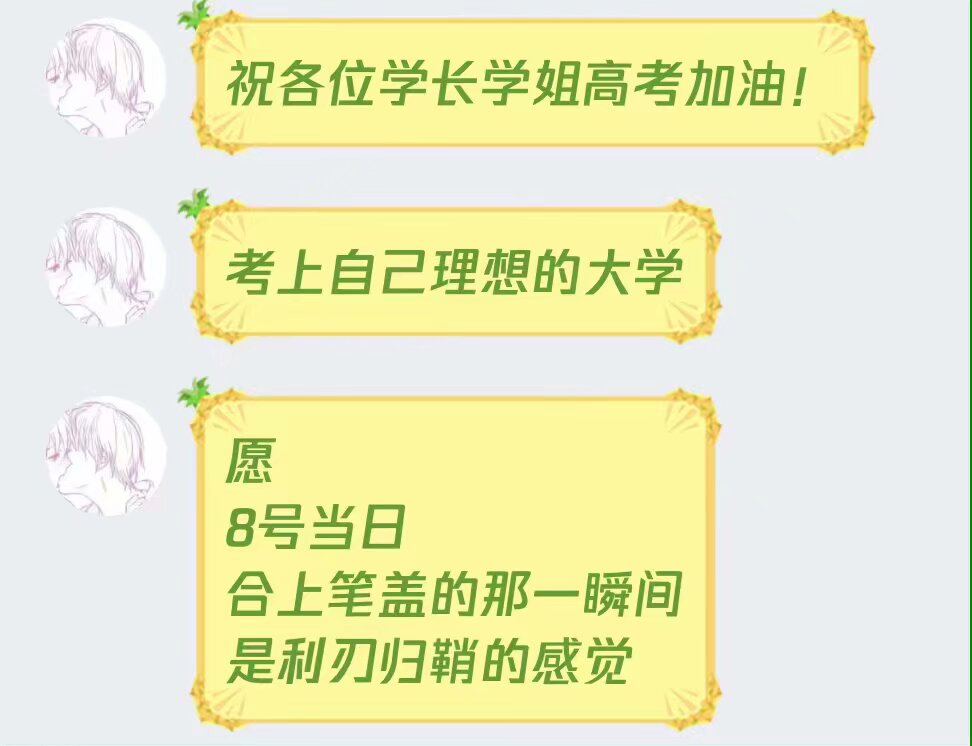 祝各位学长学姐高考加油！
考上自己理想的大学
愿
8号当日
合上笔盖的那一瞬间
是利刃归鞘的感觉